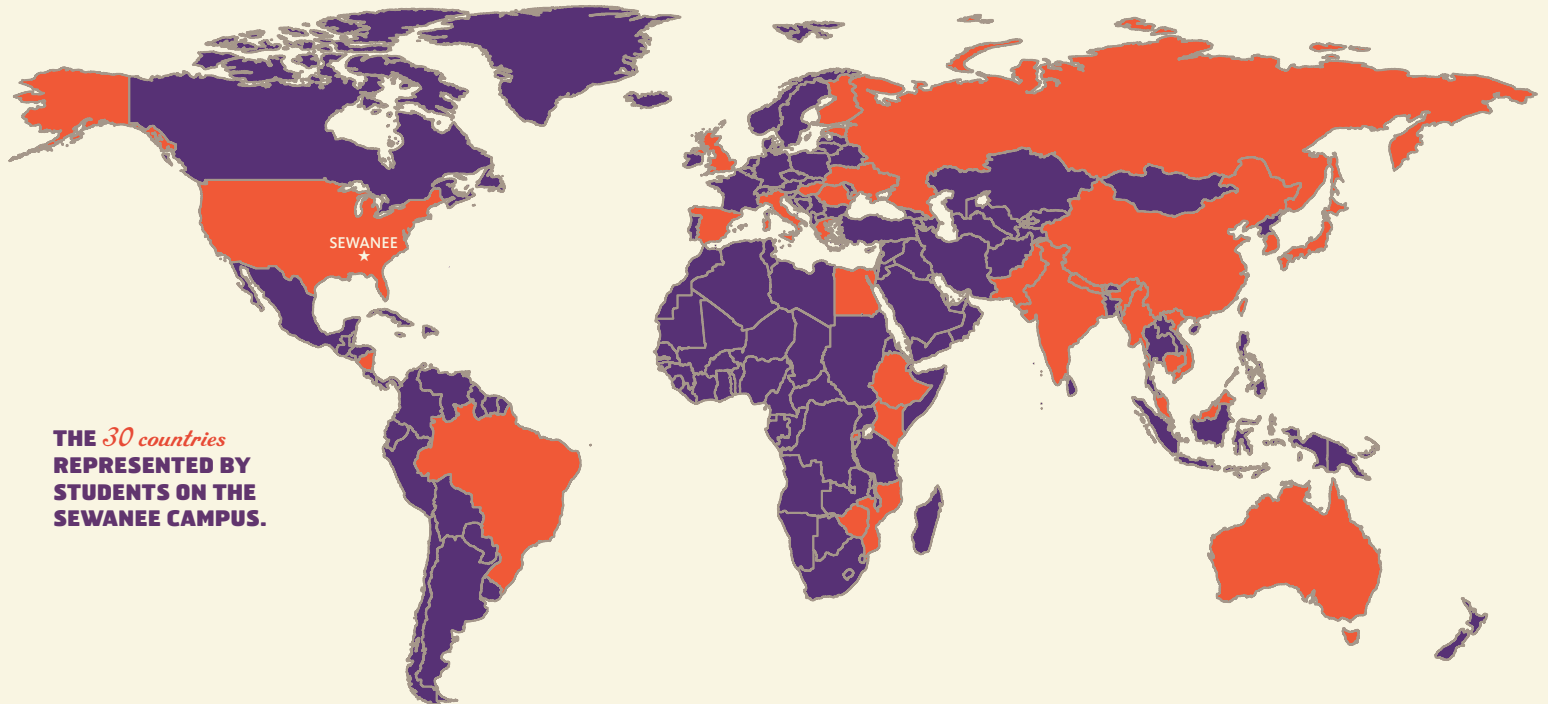 SEWANEE
THE 30 countries
REPRESENTED BY
STUDENTS ON THE
SEWANEE CAMPUS.